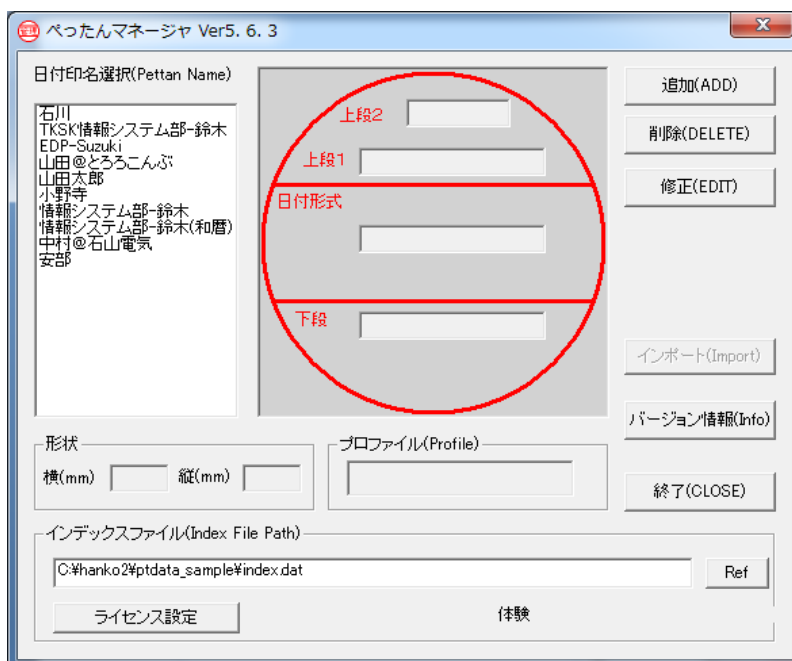 ぺったんマネージャ Ver5. 6. 3
日付印名選択(Pettan Name)
石川
TKSK情報システム部-鈴木
EDP-Suzuki
山田@とろろこんぶ
山田太郎
小野寺
情報システム部-鈴木
情報システム部-鈴木(和暦)
中村@石山電気
安部
上段2
上段1
日付形式
下段
追加(ADD)
削除(DELETE)
修正(EDIT)
インポート(Import)
バージョン情報(Info)
終了(CLOSE)
形状
横(mm)
縦(mm)
プロファイル(Profile)
インデックスファイル(Index File Path)
C:¥hanko2¥ptdata_sample¥index.dat
Ref
ライセンス設定
体験